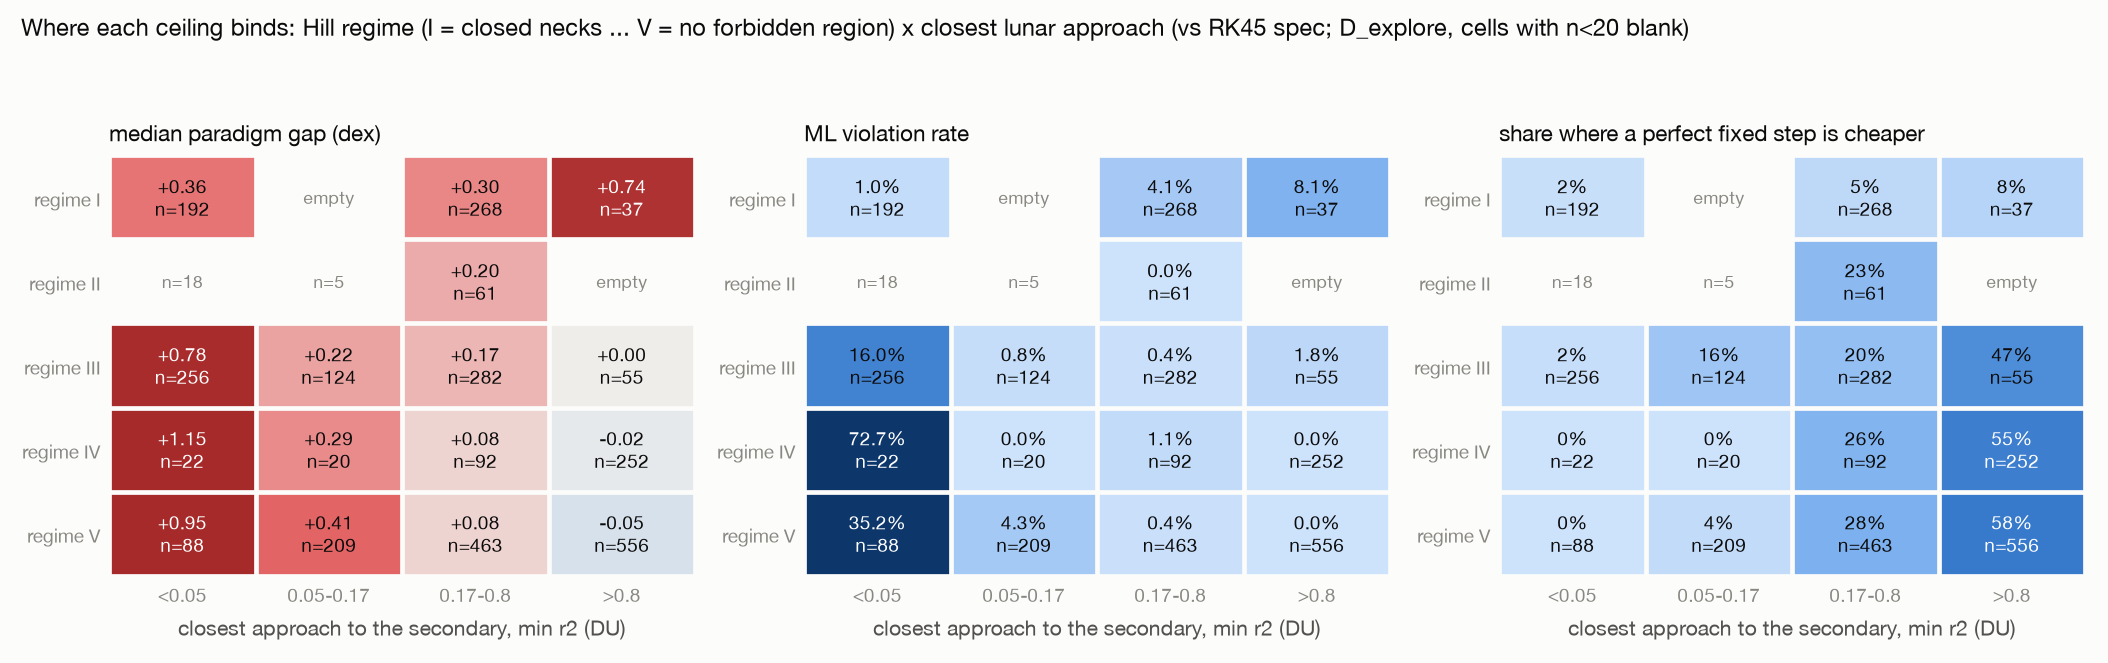 Where each ceiling binds: Hill regime (I = closed necks ... V = no forbidden region) x closest lunar approach (vs RK45 spec; D_explore, cells with n<20 blank)
median paradigm gap (dex)
regime I
+0.36
n=192
empty
+0.30
n=268
+0.74
n=37
regime II
n=18
n=5
+0.20
n=61
empty
regime III
+0.78
n=256
+0.22
n=124
+0.17
n=282
+0.00
n=55
regime IV
+1.15
n=22
+0.29
n=20
+0.08
n=92
-0.02
n=252
regime V
+0.95
n=88
+0.41
n=209
+0.08
n=463
-0.05
n=556
<0.05
0.05-0.17
0.17-0.8
>0.8
closest approach to the secondary, min r2 (DU)
ML violation rate
regime I
1.0%
n=192
empty
4.1%
n=268
8.1%
n=37
regime II
n=18
n=5
0.0%
n=61
empty
regime III
16.0%
n=256
0.8%
n=124
0.4%
n=282
1.8%
n=55
regime IV
72.7%
n=22
0.0%
n=20
1.1%
n=92
0.0%
n=252
regime V
35.2%
n=88
4.3%
n=209
0.4%
n=463
0.0%
n=556
<0.05
0.05-0.17
0.17-0.8
>0.8
closest approach to the secondary, min r2 (DU)
share where a perfect fixed step is cheaper
regime I
2%
n=192
empty
5%
n=268
8%
n=37
regime II
n=18
n=5
23%
n=61
empty
regime III
2%
n=256
16%
n=124
20%
n=282
47%
n=55
regime IV
0%
n=22
0%
n=20
26%
n=92
55%
n=252
regime V
0%
n=88
4%
n=209
28%
n=463
58%
n=556
<0.05
0.05-0.17
0.17-0.8
>0.8
closest approach to the secondary, min r2 (DU)